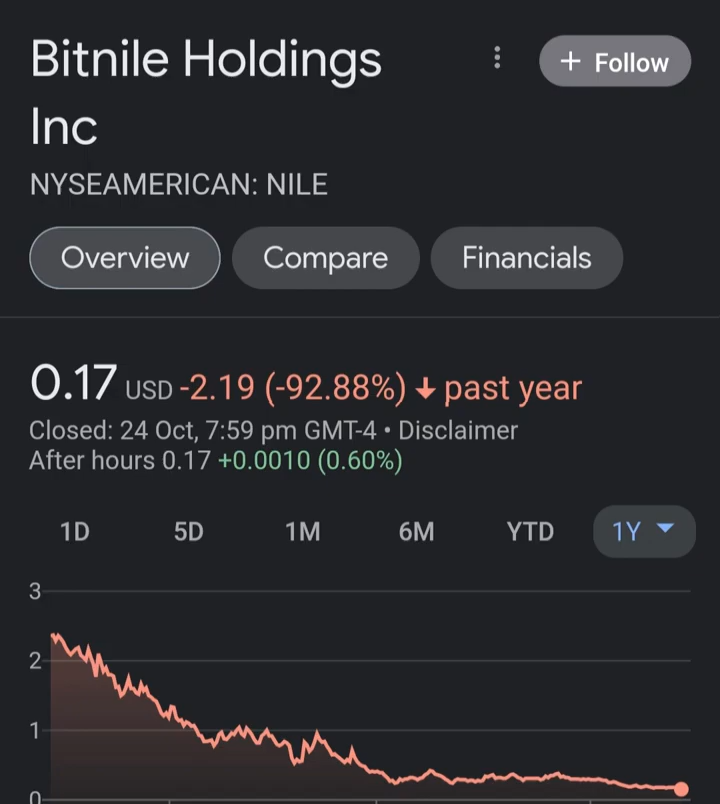 Bitnile Holdings
Inc
+ Follow
NYSEAMERICAN: NILE
Overview
Compare
Financials
0.17 USD -2.19 (-92.88%) ↓ past year
Closed: 24 Oct, 7:59 pm GMT-4 • Disclaimer
After hours 0.17 +0.0010 (0.60%)
1D 5D 1M 6M YTD 1Y
3
2
1
0